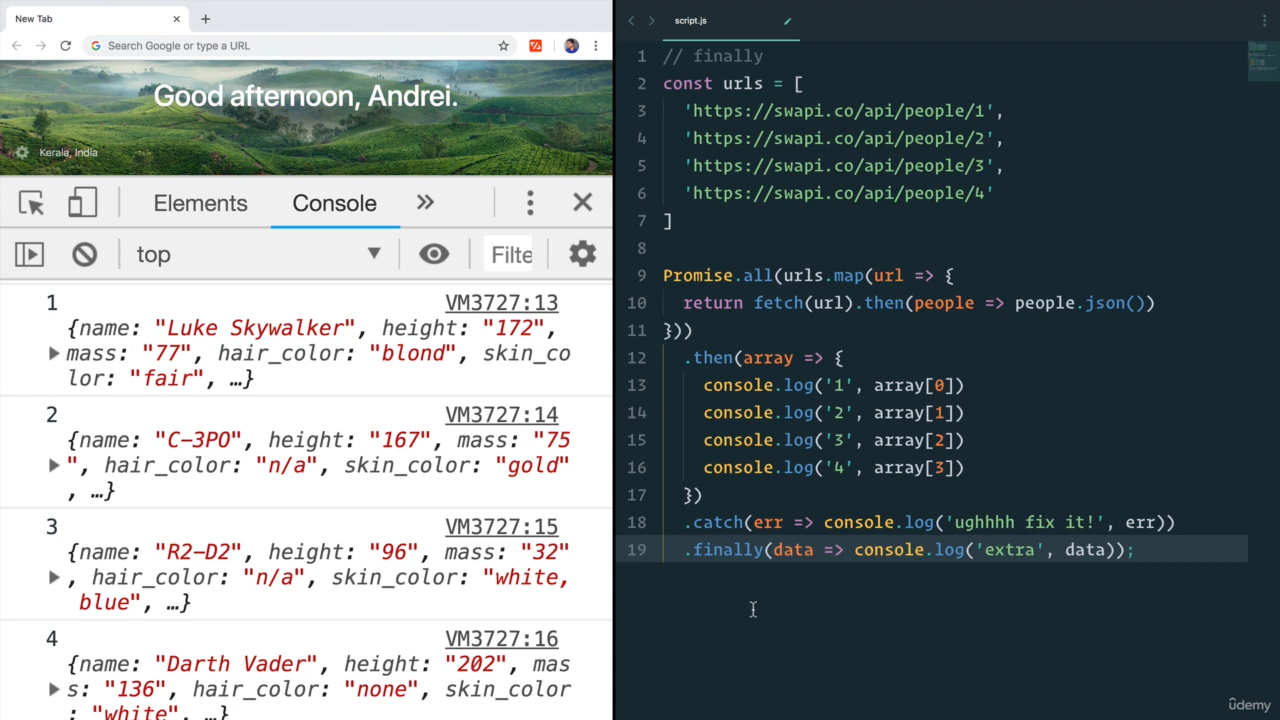 New Tab
Search Google or type a URL
Good afternoon, Andrei.
Kerala, India
Elements
Console
top
Filte
1
VM3727:13
{name: "Luke Skywalker", height: "172",
mass: "77", hair_color: "blond", skin_co
lor: "fair", …}
2
VM3727:14
{name: "C-3PO", height: "167", mass: "75
", hair_color: "n/a", skin_color: "gold"
, …}
3
VM3727:15
{name: "R2-D2", height: "96", mass: "32"
, hair_color: "n/a", skin_color: "white,
blue", …}
4
VM3727:16
{name: "Darth Vader", height: "202", mas
s: "136", hair_color: "none", skin_color
: "white", …}
script.js
1 // finally
2 const urls = [
3 'https://swapi.co/api/people/1',
4 'https://swapi.co/api/people/2',
5 'https://swapi.co/api/people/3',
6 'https://swapi.co/api/people/4'
7 ]
8
9 Promise.all(urls.map(url => {
10 return fetch(url).then(people => people.json())
11 }))
12 .then(array => {
13 console.log('1', array[0])
14 console.log('2', array[1])
15 console.log('3', array[2])
16 console.log('4', array[3])
17 })
18 .catch(err => console.log('ughhhh fix it!', err))
19 .finally(data => console.log('extra', data));
ûdemy